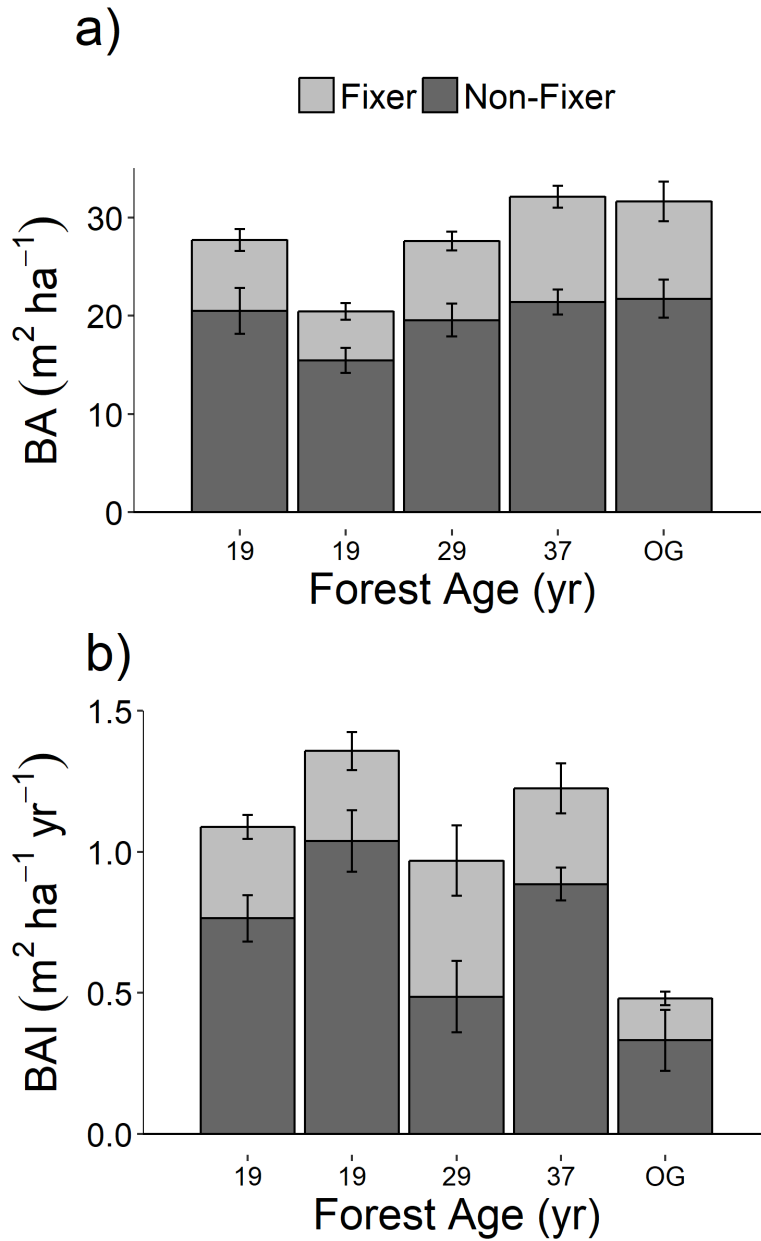 a)
Fixer Non-Fixer
BA (m² ha⁻¹)
30
20
10
0
19 19 29 37 OG
Forest Age (yr)
b)
BAI (m² ha⁻¹ yr⁻¹)
1.5
1.0
0.5
0.0
19 19 29 37 OG
Forest Age (yr)